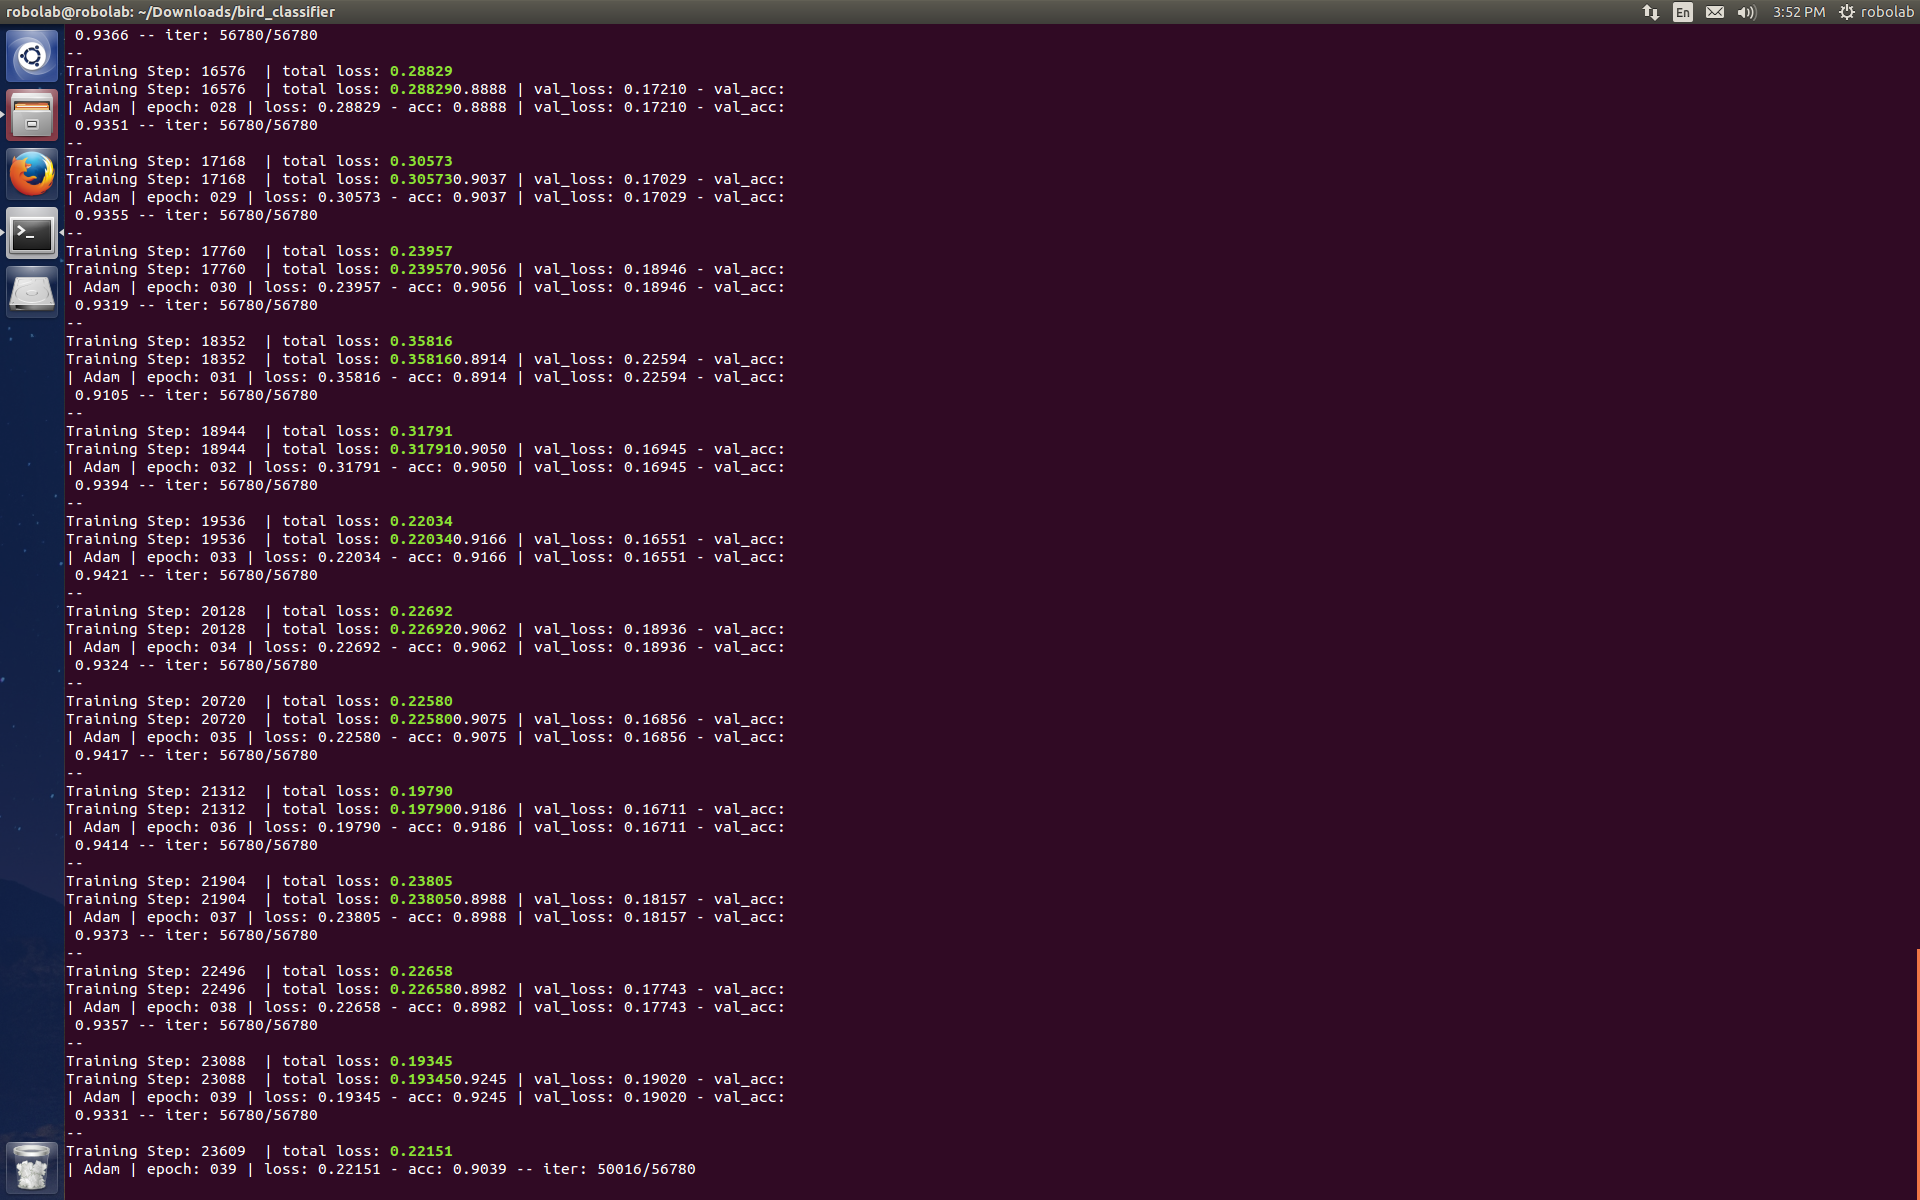 robolab@robolab: ~/Downloads/bird_classifier
En 3:52 PM robolab
 0.9366 -- iter: 56780/56780
--
Training Step: 16576  | total loss: 0.28829
Training Step: 16576  | total loss: 0.288290.8888 | val_loss: 0.17210 - val_acc:
| Adam | epoch: 028 | loss: 0.28829 - acc: 0.8888 | val_loss: 0.17210 - val_acc:
 0.9351 -- iter: 56780/56780
--
Training Step: 17168  | total loss: 0.30573
Training Step: 17168  | total loss: 0.305730.9037 | val_loss: 0.17029 - val_acc:
| Adam | epoch: 029 | loss: 0.30573 - acc: 0.9037 | val_loss: 0.17029 - val_acc:
 0.9355 -- iter: 56780/56780
--
Training Step: 17760  | total loss: 0.23957
Training Step: 17760  | total loss: 0.239570.9056 | val_loss: 0.18946 - val_acc:
| Adam | epoch: 030 | loss: 0.23957 - acc: 0.9056 | val_loss: 0.18946 - val_acc:
 0.9319 -- iter: 56780/56780
--
Training Step: 18352  | total loss: 0.35816
Training Step: 18352  | total loss: 0.358160.8914 | val_loss: 0.22594 - val_acc:
| Adam | epoch: 031 | loss: 0.35816 - acc: 0.8914 | val_loss: 0.22594 - val_acc:
 0.9105 -- iter: 56780/56780
--
Training Step: 18944  | total loss: 0.31791
Training Step: 18944  | total loss: 0.317910.9050 | val_loss: 0.16945 - val_acc:
| Adam | epoch: 032 | loss: 0.31791 - acc: 0.9050 | val_loss: 0.16945 - val_acc:
 0.9394 -- iter: 56780/56780
--
Training Step: 19536  | total loss: 0.22034
Training Step: 19536  | total loss: 0.220340.9166 | val_loss: 0.16551 - val_acc:
| Adam | epoch: 033 | loss: 0.22034 - acc: 0.9166 | val_loss: 0.16551 - val_acc:
 0.9421 -- iter: 56780/56780
--
Training Step: 20128  | total loss: 0.22692
Training Step: 20128  | total loss: 0.226920.9062 | val_loss: 0.18936 - val_acc:
| Adam | epoch: 034 | loss: 0.22692 - acc: 0.9062 | val_loss: 0.18936 - val_acc:
 0.9324 -- iter: 56780/56780
--
Training Step: 20720  | total loss: 0.22580
Training Step: 20720  | total loss: 0.225800.9075 | val_loss: 0.16856 - val_acc:
| Adam | epoch: 035 | loss: 0.22580 - acc: 0.9075 | val_loss: 0.16856 - val_acc:
 0.9417 -- iter: 56780/56780
--
Training Step: 21312  | total loss: 0.19790
Training Step: 21312  | total loss: 0.197900.9186 | val_loss: 0.16711 - val_acc:
| Adam | epoch: 036 | loss: 0.19790 - acc: 0.9186 | val_loss: 0.16711 - val_acc:
 0.9414 -- iter: 56780/56780
--
Training Step: 21904  | total loss: 0.23805
Training Step: 21904  | total loss: 0.238050.8988 | val_loss: 0.18157 - val_acc:
| Adam | epoch: 037 | loss: 0.23805 - acc: 0.8988 | val_loss: 0.18157 - val_acc:
 0.9373 -- iter: 56780/56780
--
Training Step: 22496  | total loss: 0.22658
Training Step: 22496  | total loss: 0.226580.8982 | val_loss: 0.17743 - val_acc:
| Adam | epoch: 038 | loss: 0.22658 - acc: 0.8982 | val_loss: 0.17743 - val_acc:
 0.9357 -- iter: 56780/56780
--
Training Step: 23088  | total loss: 0.19345
Training Step: 23088  | total loss: 0.193450.9245 | val_loss: 0.19020 - val_acc:
| Adam | epoch: 039 | loss: 0.19345 - acc: 0.9245 | val_loss: 0.19020 - val_acc:
 0.9331 -- iter: 56780/56780
--
Training Step: 23609  | total loss: 0.22151
| Adam | epoch: 039 | loss: 0.22151 - acc: 0.9039 -- iter: 50016/56780